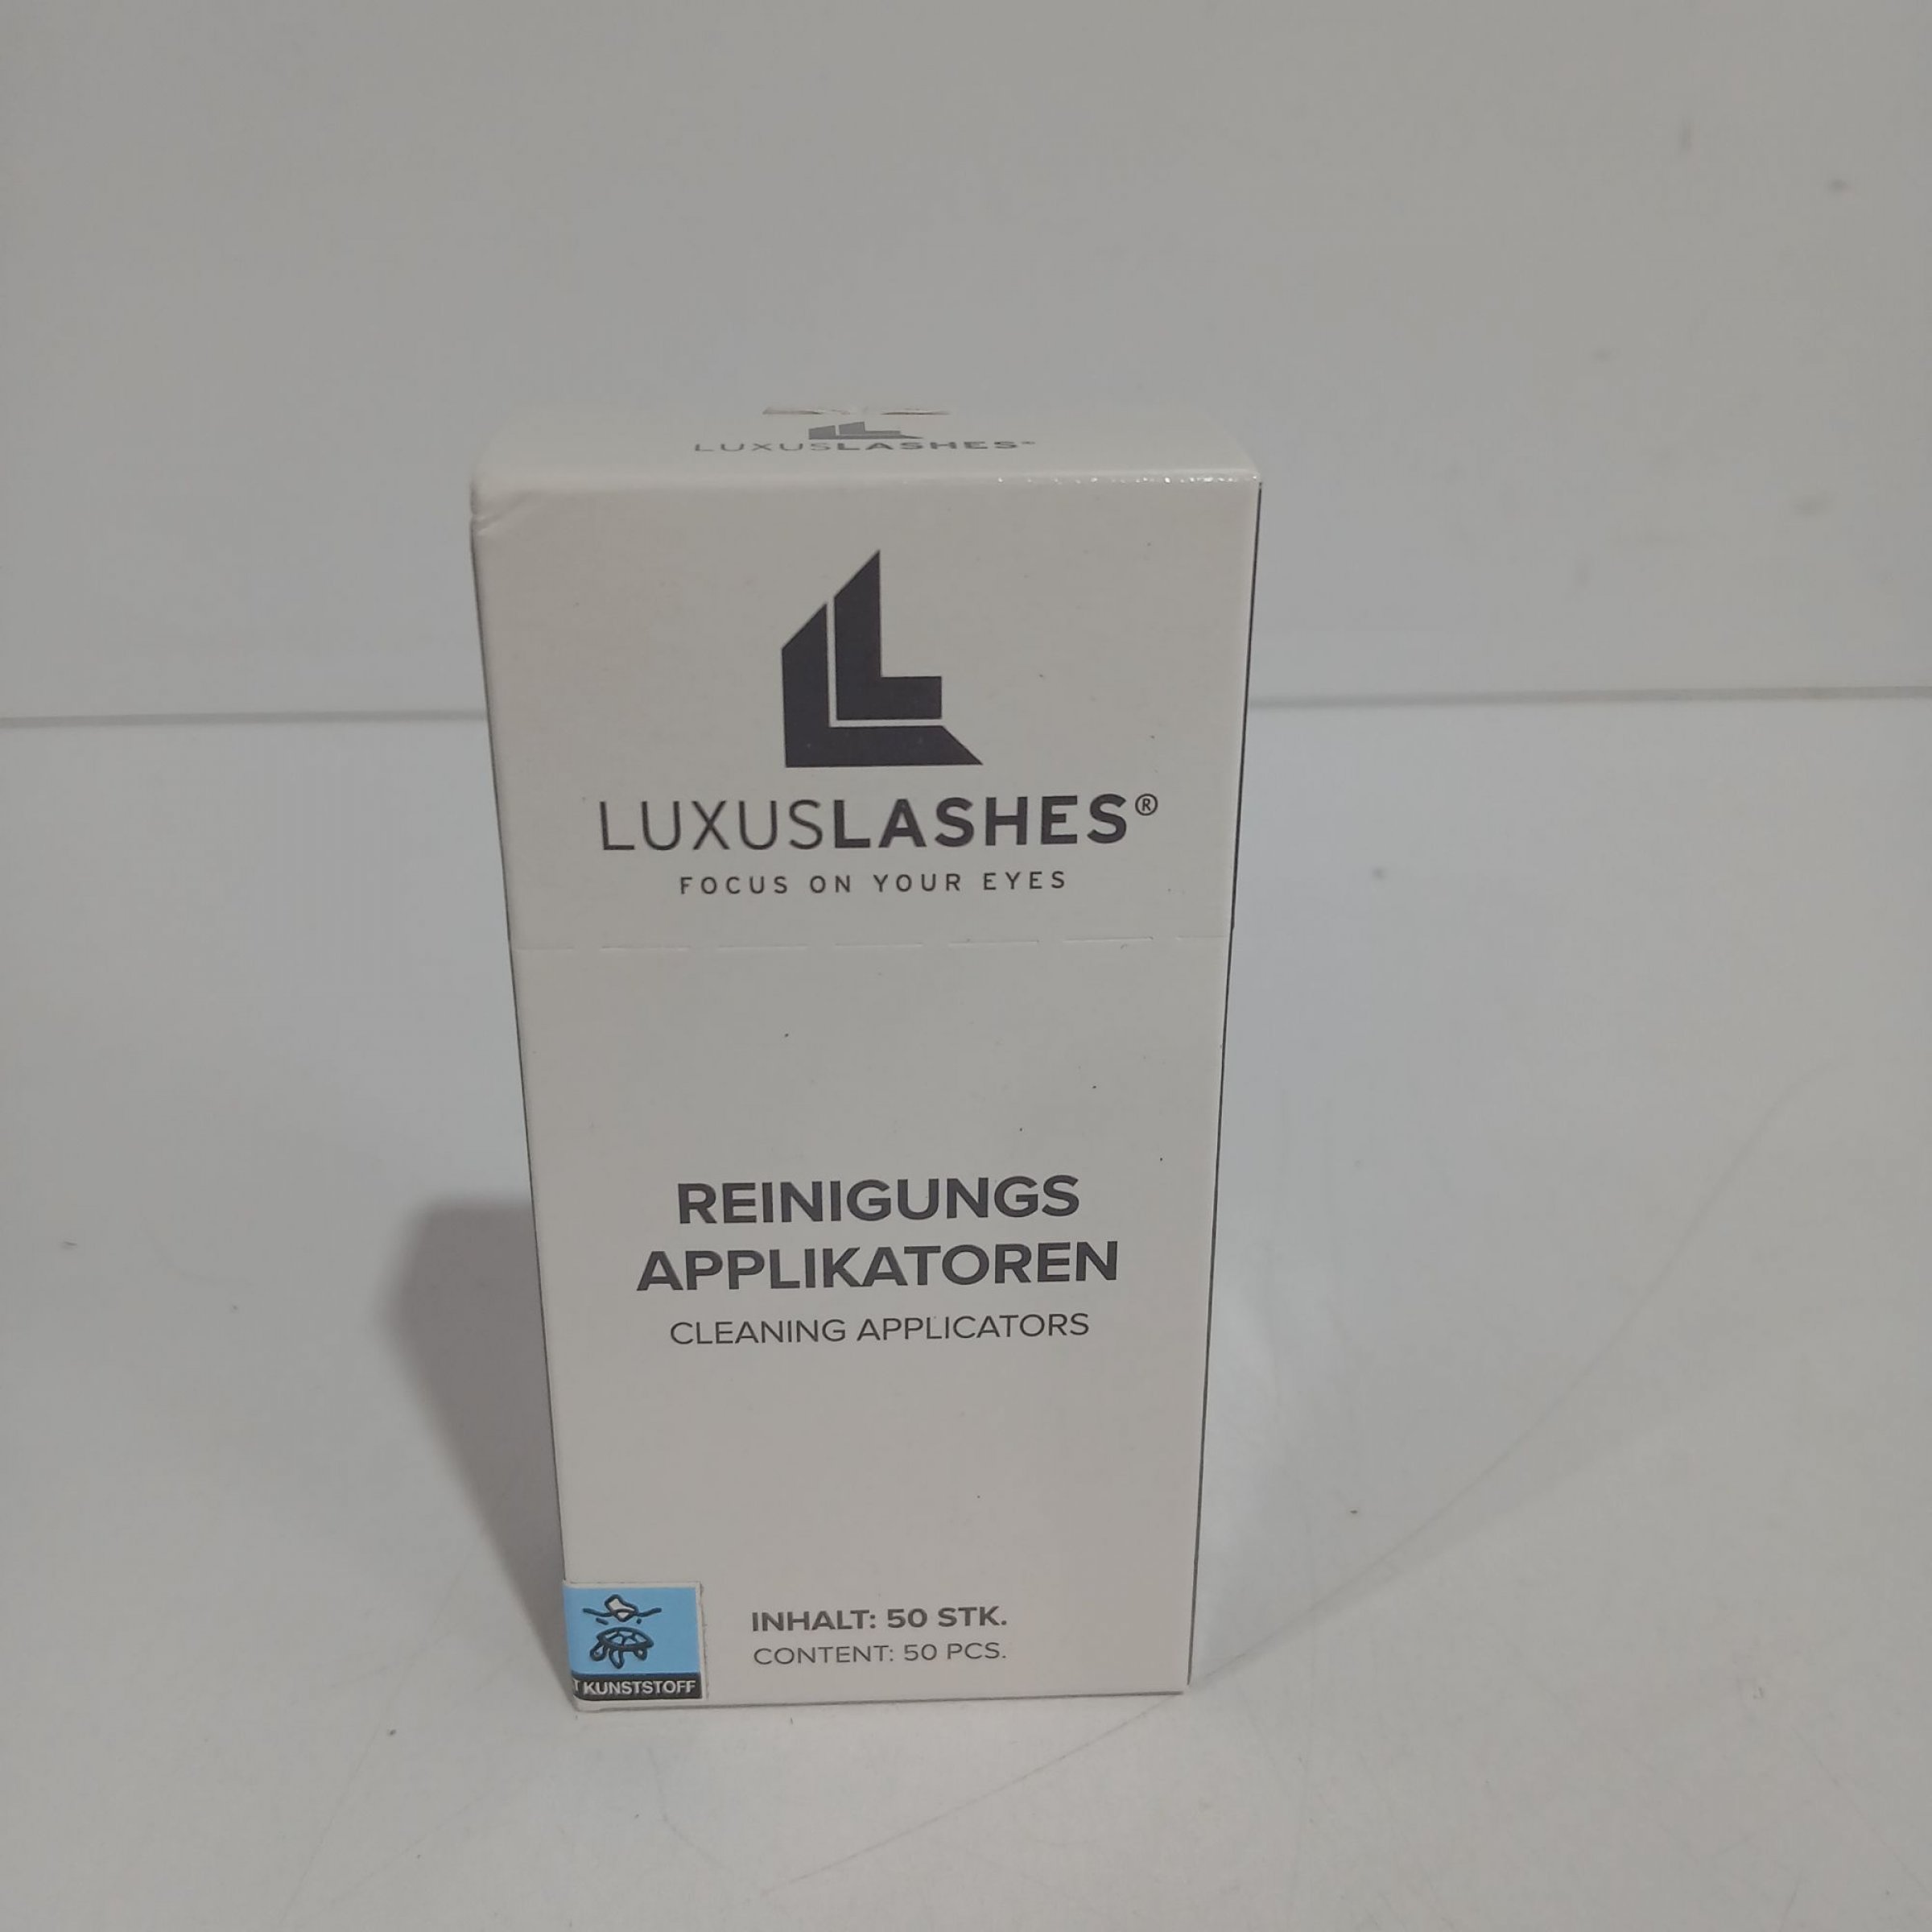 LUXUSLASHES®
LUXUSLASHES®
FOCUS ON YOUR EYES
REINIGUNGS
APPLIKATOREN
CLEANING APPLICATORS
INHALT: 50 STK.
CONTENT: 50 PCS.
T KUNSTSTOFF